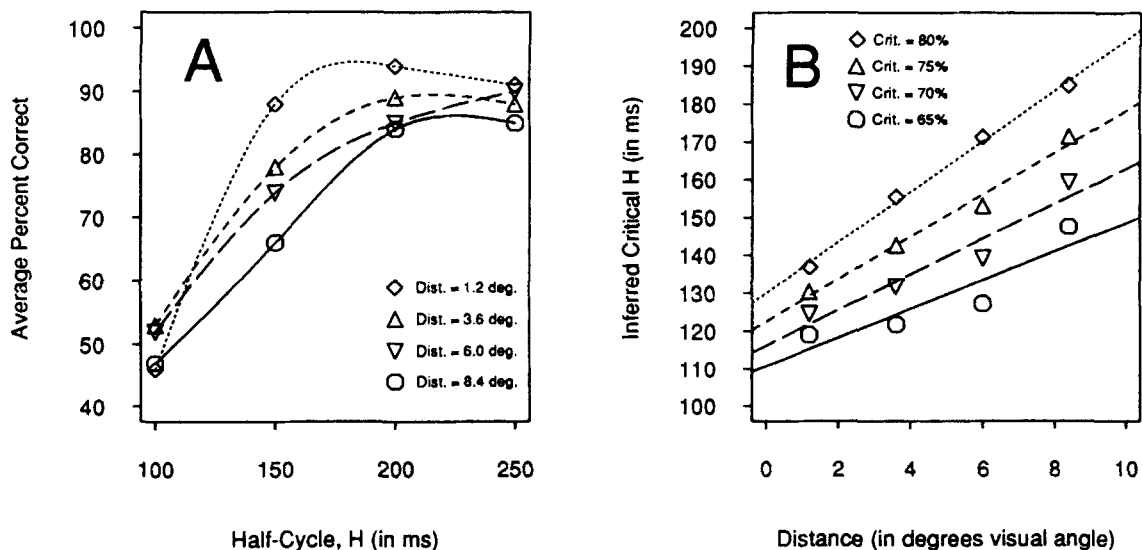 A
Average Percent Correct
100
90
80
70
60
50
40
Dist. = 1.2 deg.
Dist. = 3.6 deg.
Dist. = 6.0 deg.
Dist. = 8.4 deg.
100 150 200 250
Half-Cycle, H (in ms)
B
Inferred Critical H (in ms)
200
190
180
170
160
150
140
130
120
110
100
Crit. = 80%
Crit. = 75%
Crit. = 70%
Crit. = 65%
0 2 4 6 8 10
Distance (in degrees visual angle)